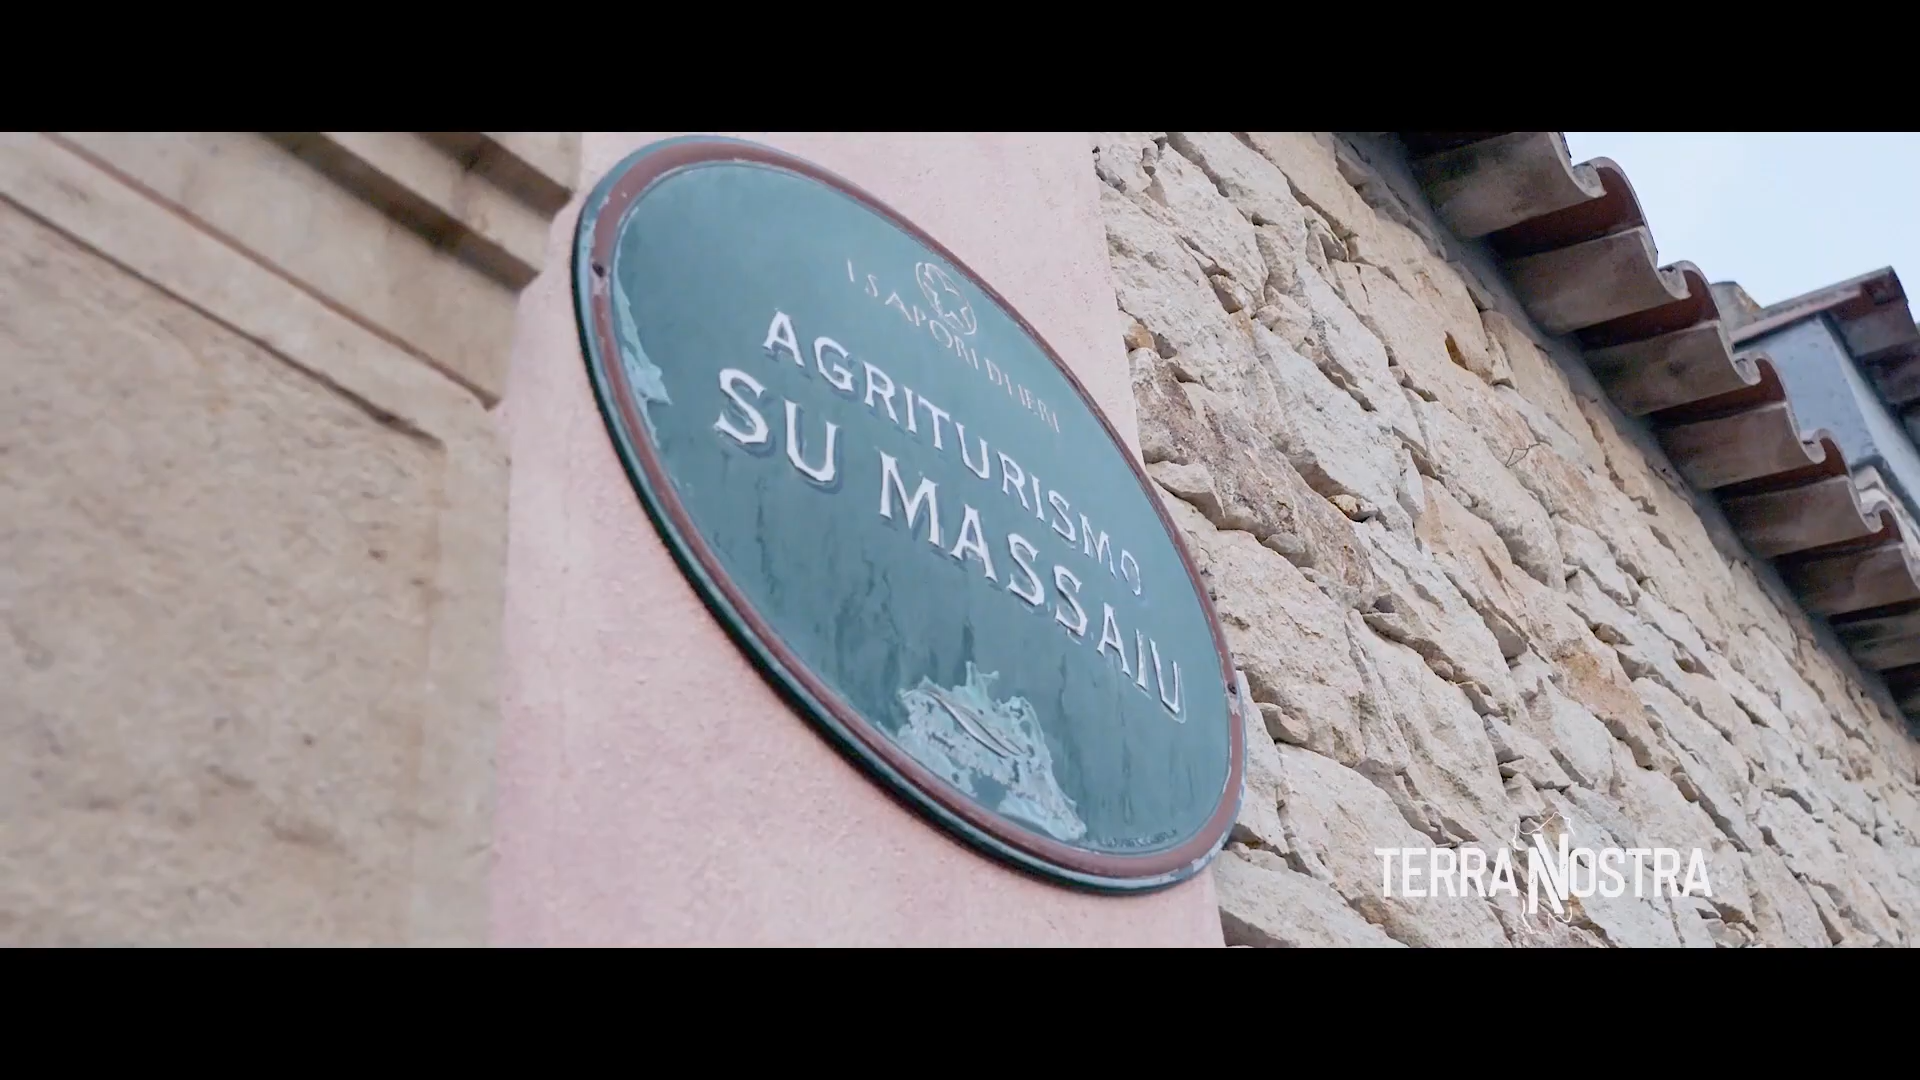 I SAPORI DI IERI
AGRITURISMO
SU MASSAIU
TERRA NOSTRA